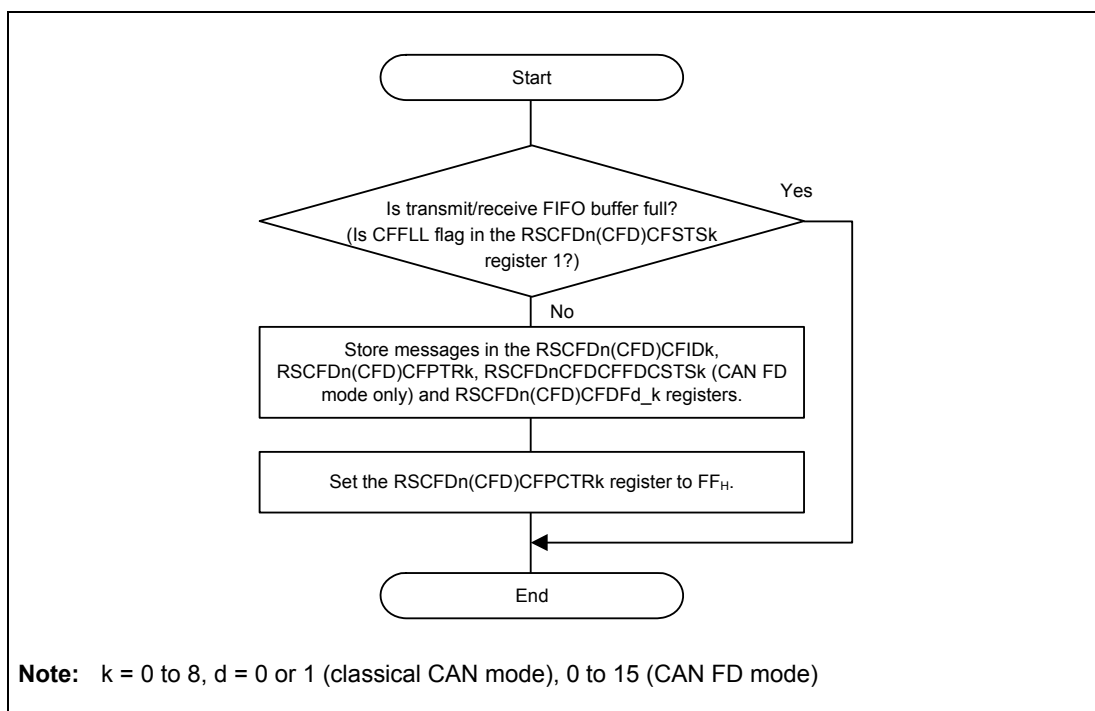 Start
Is transmit/receive FIFO buffer full?
(Is CFFLL flag in the RSCFDn(CFD)CFSTSk
register 1?)
Yes
No
Store messages in the RSCFDn(CFD)CFIDk,
RSCFDn(CFD)CFPTRk, RSCFDnCFDCFFDCSTSk (CAN FD
mode only) and RSCFDn(CFD)CFDFd_k registers.
Set the RSCFDn(CFD)CFPCTRk register to FFH.
End
Note: k = 0 to 8, d = 0 or 1 (classical CAN mode), 0 to 15 (CAN FD mode)